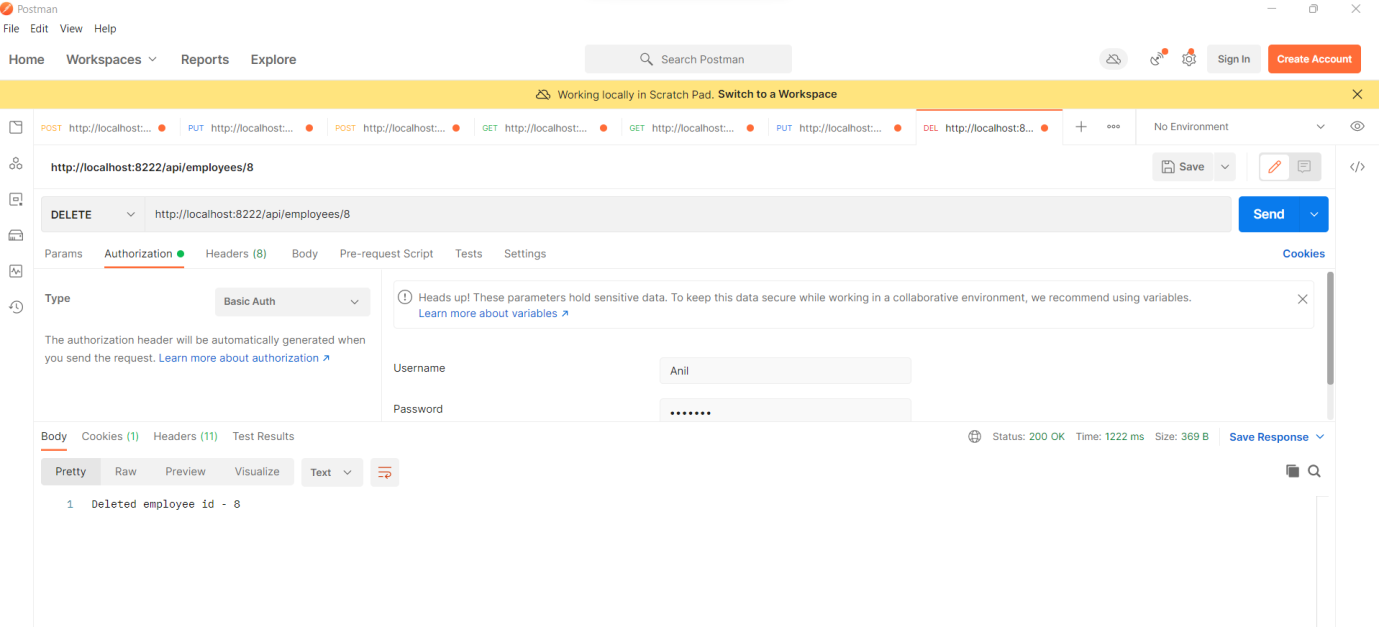 Postman
File Edit View Help
Home Workspaces Reports Explore Search Postman Sign In Create Account
Working locally in Scratch Pad. Switch to a Workspace
POST http://localhost:... PUT http://localhost:... POST http://localhost:... GET http://localhost:... GET http://localhost:... PUT http://localhost:... DEL http://localhost:8... No Environment
http://localhost:8222/api/employees/8 Save
DELETE http://localhost:8222/api/employees/8 Send
Params Authorization Headers (8) Body Pre-request Script Tests Settings Cookies
Type Basic Auth
The authorization header will be automatically generated when
you send the request. Learn more about authorization ↗
Heads up! These parameters hold sensitive data. To keep this data secure while working in a collaborative environment, we recommend using variables.
Learn more about variables ↗
Username Anil
Password •••••••
Body Cookies (1) Headers (11) Test Results Status: 200 OK Time: 1222 ms Size: 369 B Save Response
Pretty Raw Preview Visualize Text
1 Deleted employee id - 8